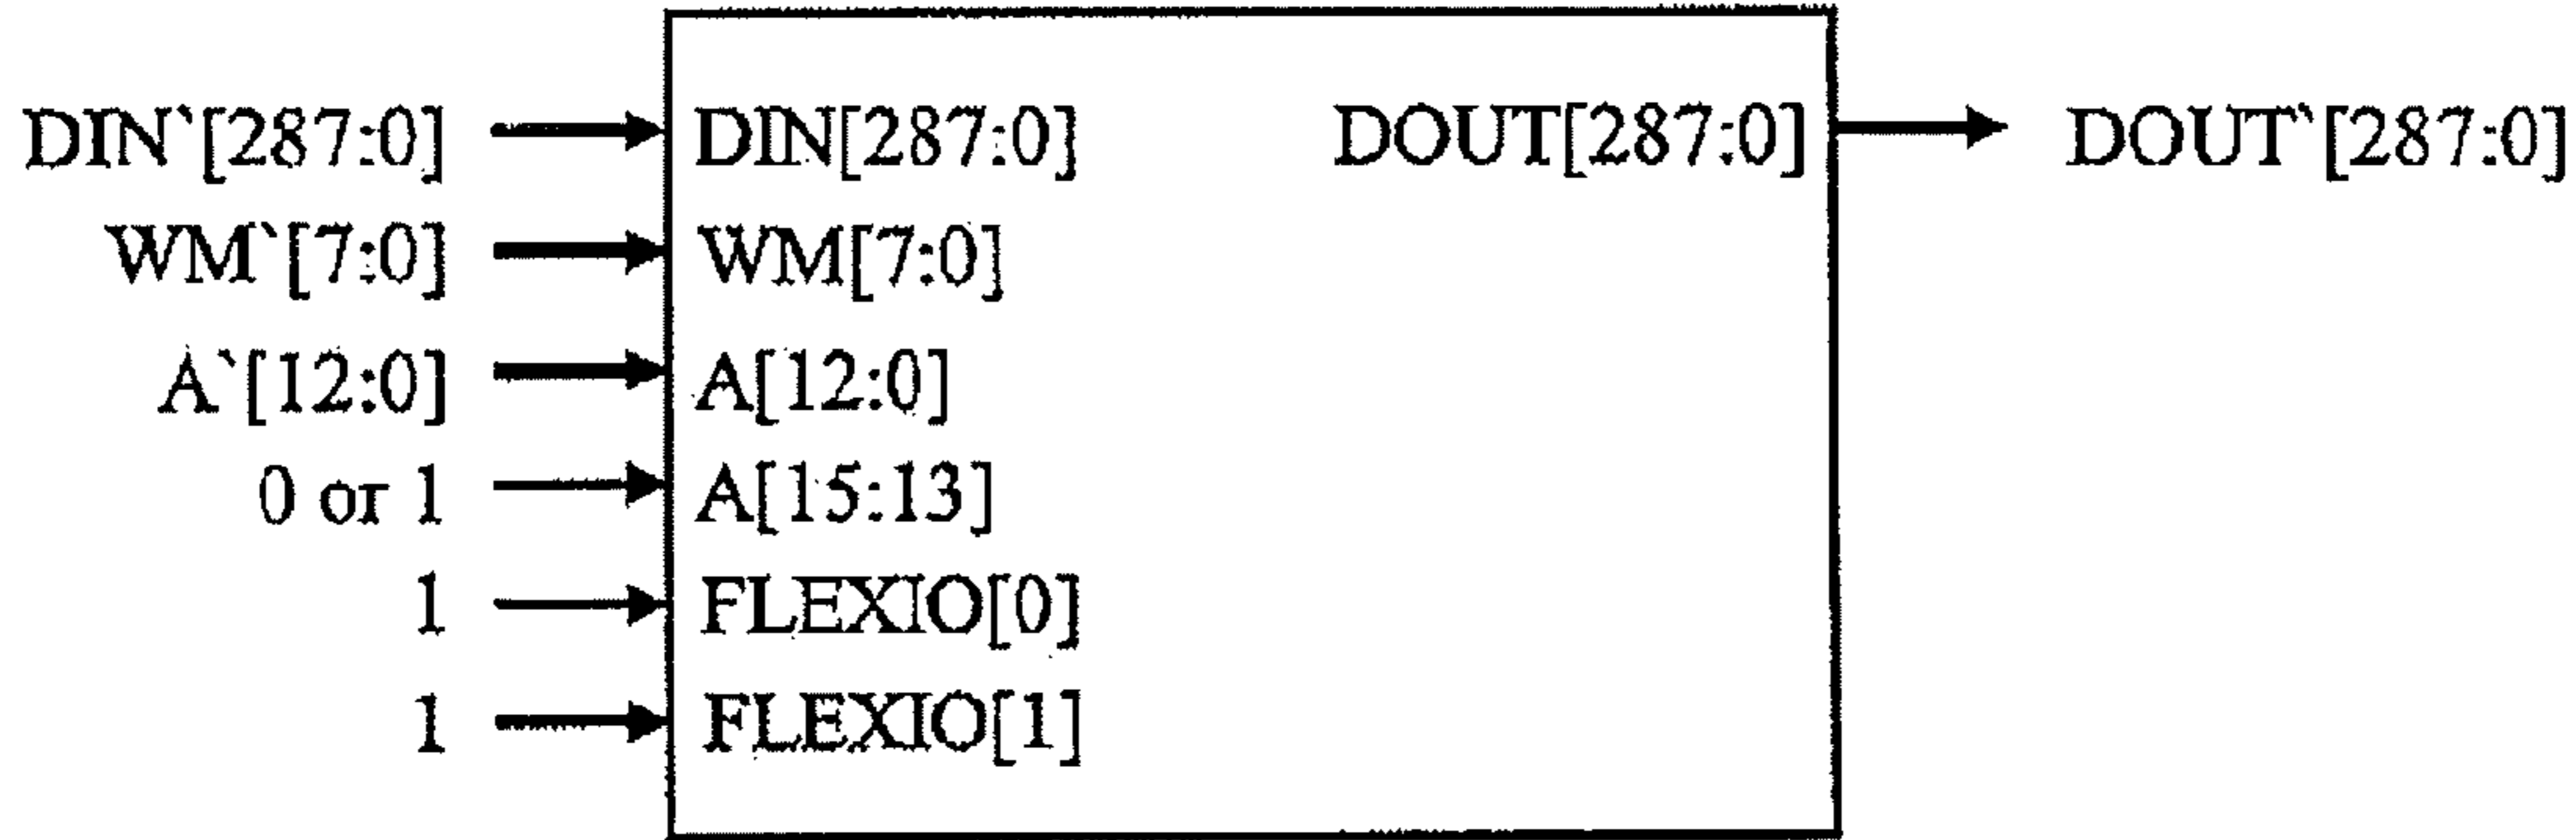 DIN`[287:0] DIN[287:0] DOUT[287:0] DOUT`[287:0]
WM`[7:0] WM[7:0]
A`[12:0] A[12:0]
0 or 1 A[15:13]
1 FLEXIO[0]
1 FLEXIO[1]